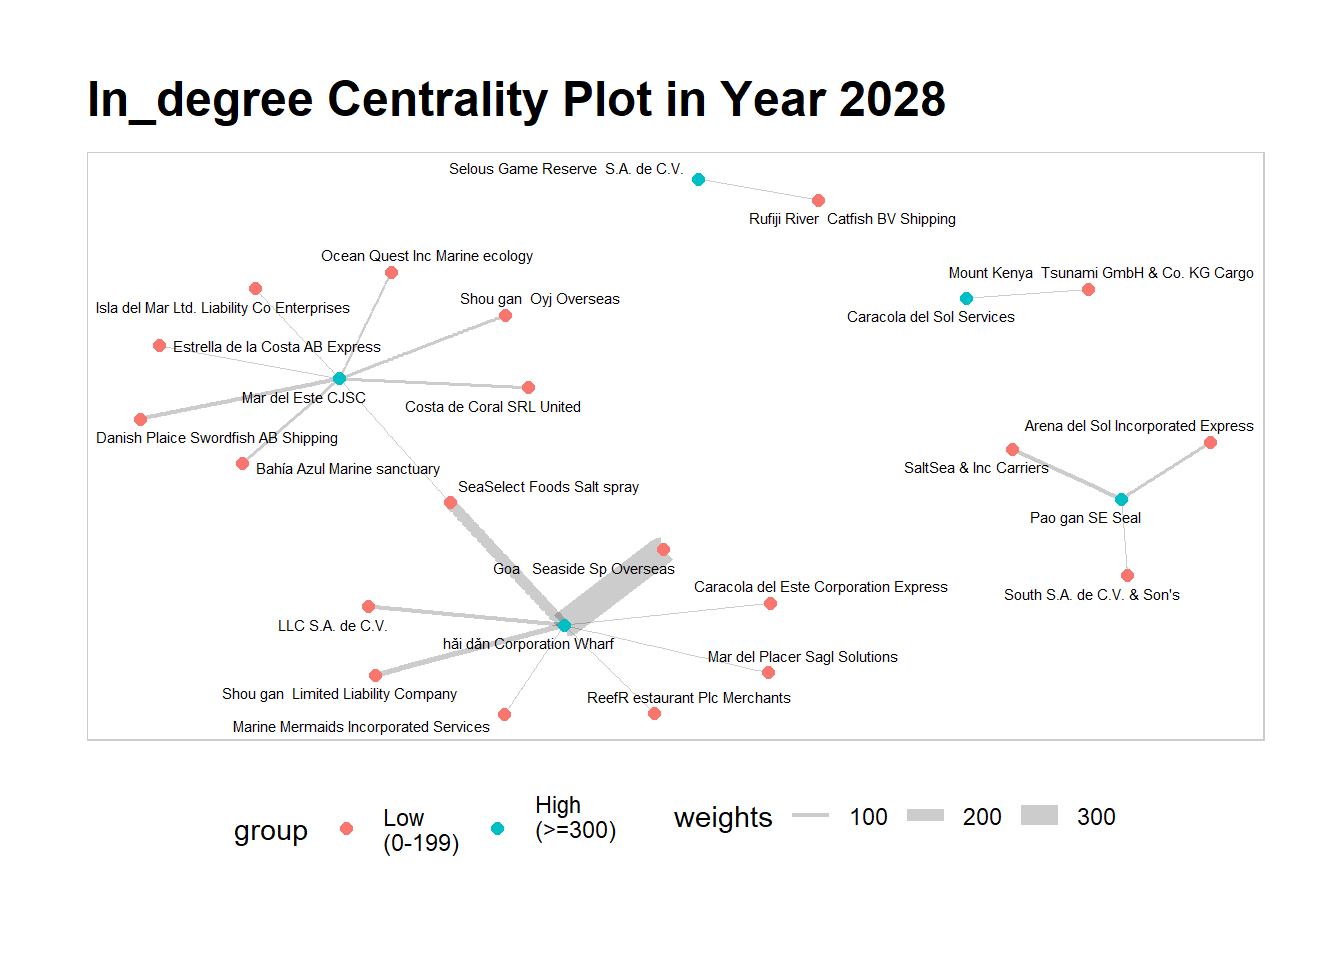 In_degree Centrality Plot in Year 2028
Selous Game Reserve  S.A. de C.V.
Rufiji River  Catfish BV Shipping
Ocean Quest Inc Marine ecology
Mount Kenya  Tsunami GmbH & Co. KG Cargo
Isla del Mar Ltd. Liability Co Enterprises
Shou gan  Oyj Overseas
Caracola del Sol Services
Estrella de la Costa AB Express
Mar del Este CJSC
Costa de Coral SRL United
Danish Plaice Swordfish AB Shipping
Arena del Sol Incorporated Express
Bahía Azul Marine sanctuary
SaltSea & Inc Carriers
SeaSelect Foods Salt spray
Pao gan SE Seal
Goa  Seaside Sp Overseas
Caracola del Este Corporation Express
South S.A. de C.V. & Son's
LLC S.A. de C.V.
hǎi dǎn Corporation Wharf
Mar del Placer Sagl Solutions
Shou gan  Limited Liability Company
ReefR estaurant Plc Merchants
Marine Mermaids Incorporated Services
group
Low
(0-199)
High
(>=300)
weights
100
200
300